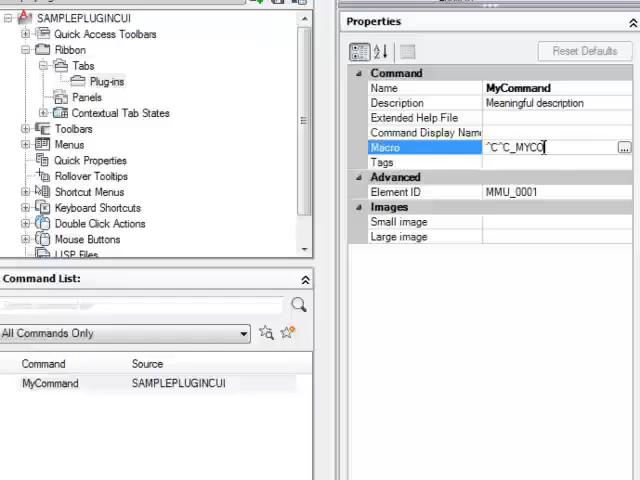 SAMPLEPLUGINCUI
Quick Access Toolbars
Ribbon
Tabs
Plug-ins
Panels
Contextual Tab States
Toolbars
Menus
Quick Properties
Rollover Tooltips
Shortcut Menus
Keyboard Shortcuts
Double Click Actions
Mouse Buttons
LISP Files
Command List:
All Commands Only
Command Source
MyCommand SAMPLEPLUGINCUI
Properties
Reset Defaults
Command
Name MyCommand
Description Meaningful description
Extended Help File
Command Display Name
Macro ^C^C_MYCO
Tags
Advanced
Element ID MMU_0001
Images
Small image
Large image